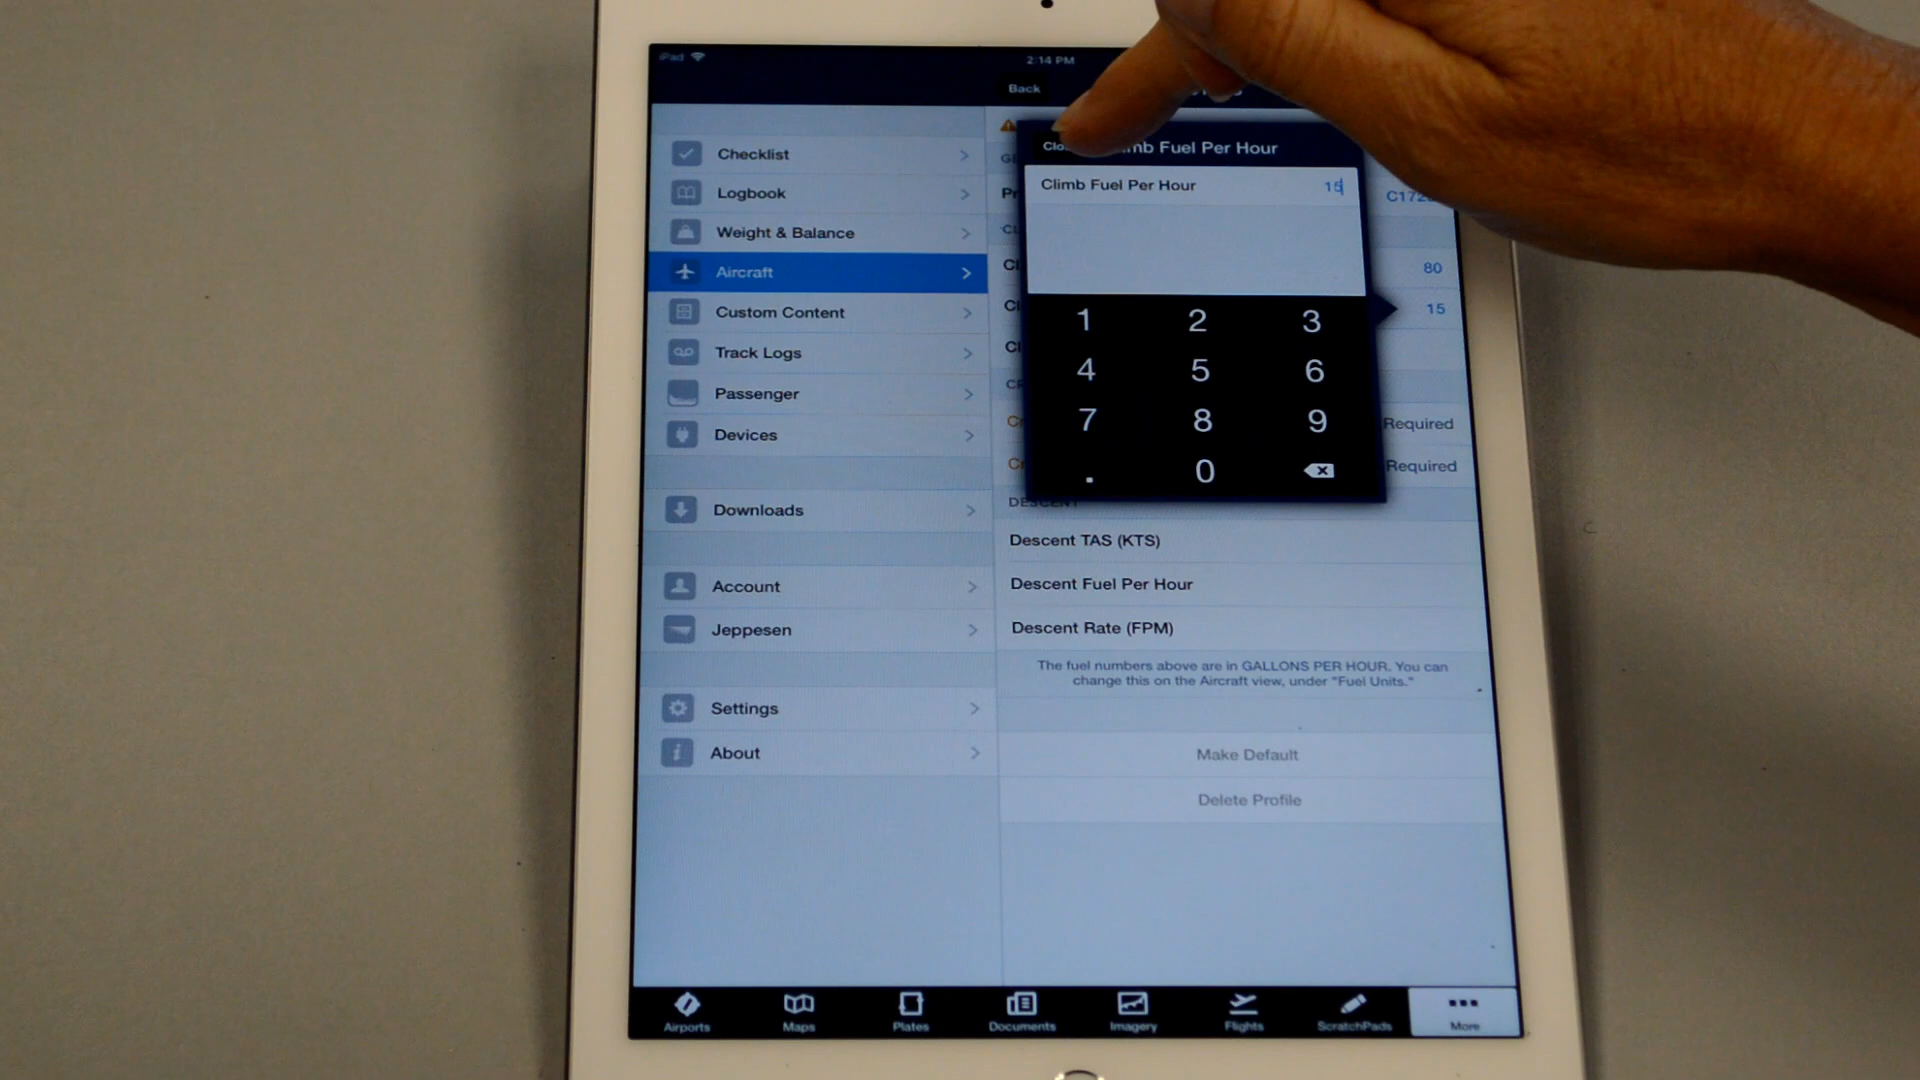 iPad
2:14 PM
Back
Checklist
Logbook
Weight & Balance
Aircraft
Custom Content
Track Logs
Passenger
Devices
Downloads
Account
Jeppesen
Settings
About
Climb Fuel Per Hour
Climb Fuel Per Hour 15
1 2 3
4 5 6
7 8 9
. 0
80
15
Required
Required
Descent TAS (KTS)
Descent Fuel Per Hour
Descent Rate (FPM)
The fuel numbers above are in GALLONS PER HOUR. You can
change this on the Aircraft view, under "Fuel Units."
Make Default
Delete Profile
Airports Maps Plates Documents Imagery Flights ScratchPads More